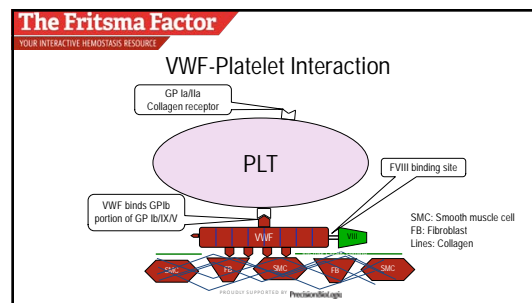 The Fritsma Factor
YOUR INTERACTIVE HEMOSTASIS RESOURCE
VWF-Platelet Interaction
GP Ia/IIa
Collagen receptor
PLT
FVIII binding site
VWF binds GPIb
portion of GP Ib/IX/V
VWF
VIII
SMC: Smooth muscle cell
FB: Fibroblast
Lines: Collagen
SMC
FB
SMC
FB
SMC
PROUDLY SUPPORTED BY PrecisionBioLogic